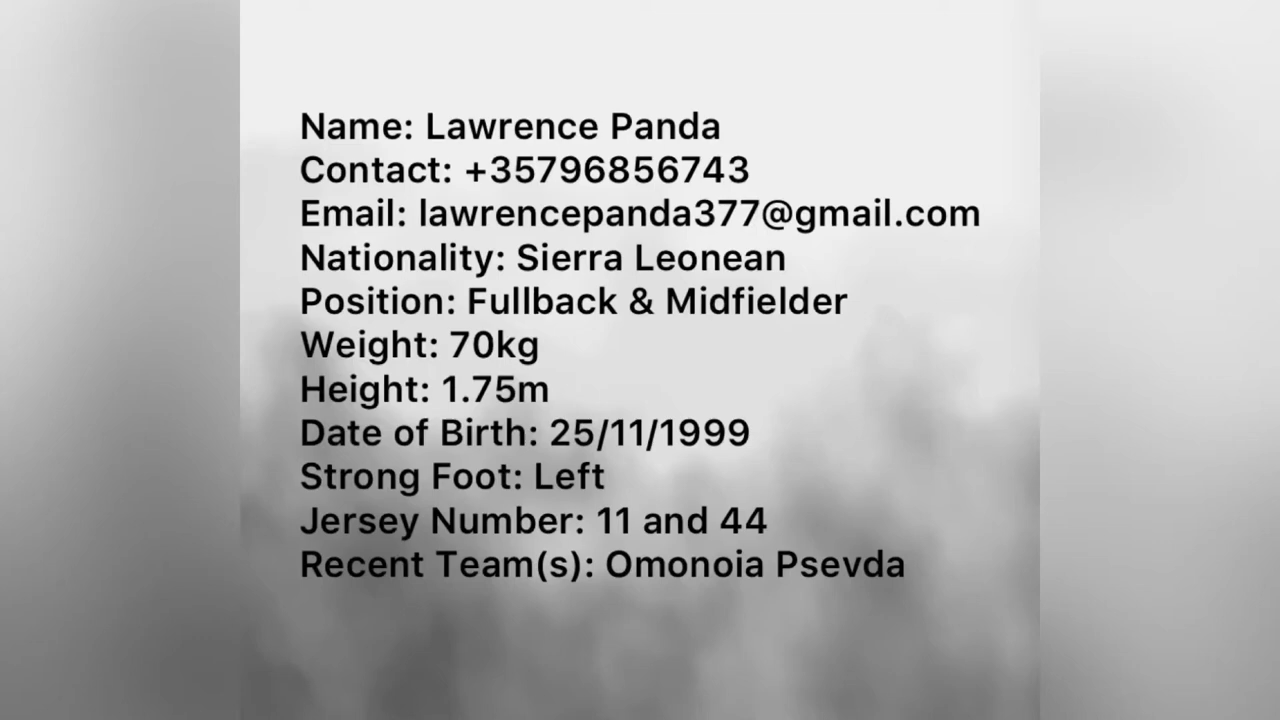 Name: Lawrence Panda
Contact: +35796856743
Email: lawrencepanda377@gmail.com
Nationality: Sierra Leonean
Position: Fullback & Midfielder
Weight: 70kg
Height: 1.75m
Date of Birth: 25/11/1999
Strong Foot: Left
Jersey Number: 11 and 44
Recent Team(s): Omonoia Psevda